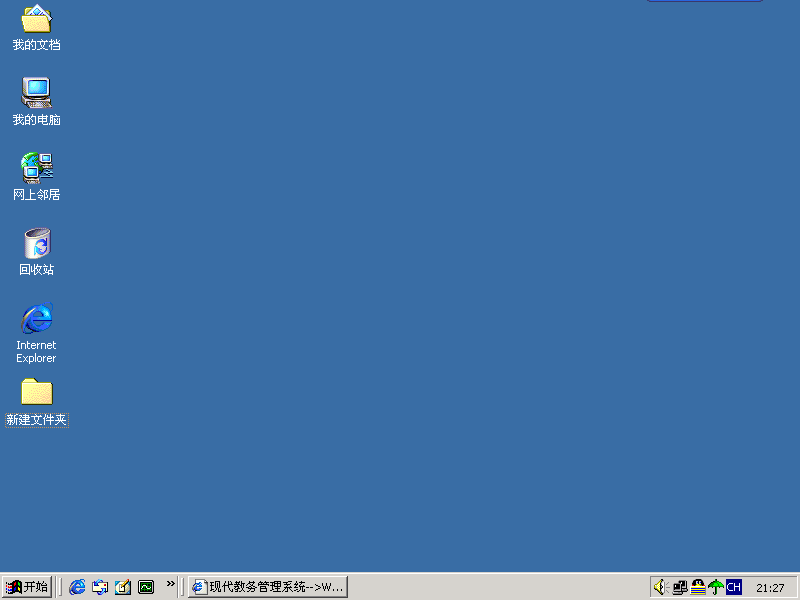 我的文档
我的电脑
网上邻居
回收站
Internet
Explorer
新建文件夹
开始
»
现代教务管理系统-->W...
CH
21:27